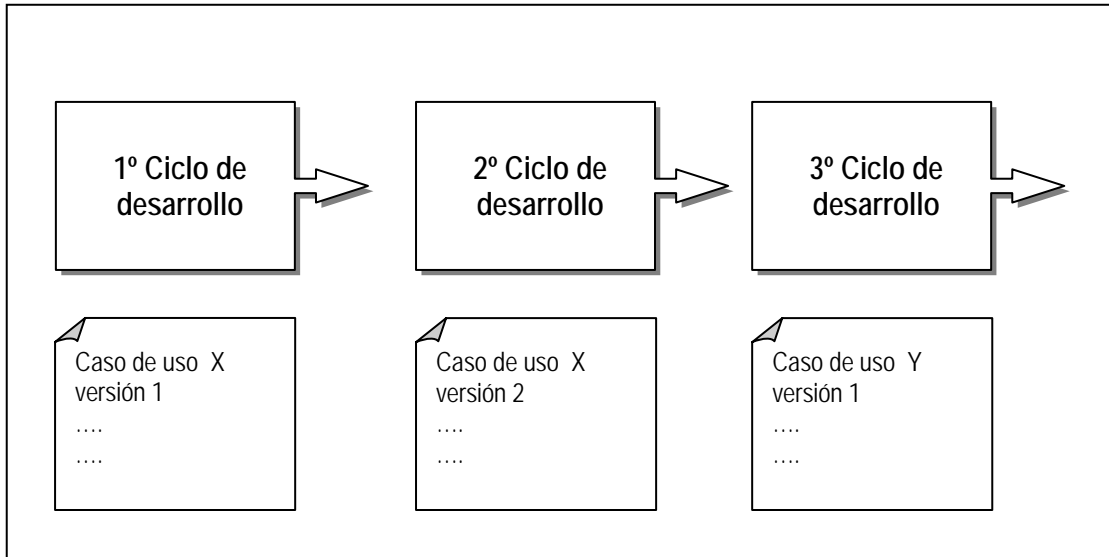 1º Ciclo de
desarrollo
2º Ciclo de
desarrollo
3º Ciclo de
desarrollo
Caso de uso X
versión 1
....
....
Caso de uso X
versión 2
....
....
Caso de uso Y
versión 1
....
....